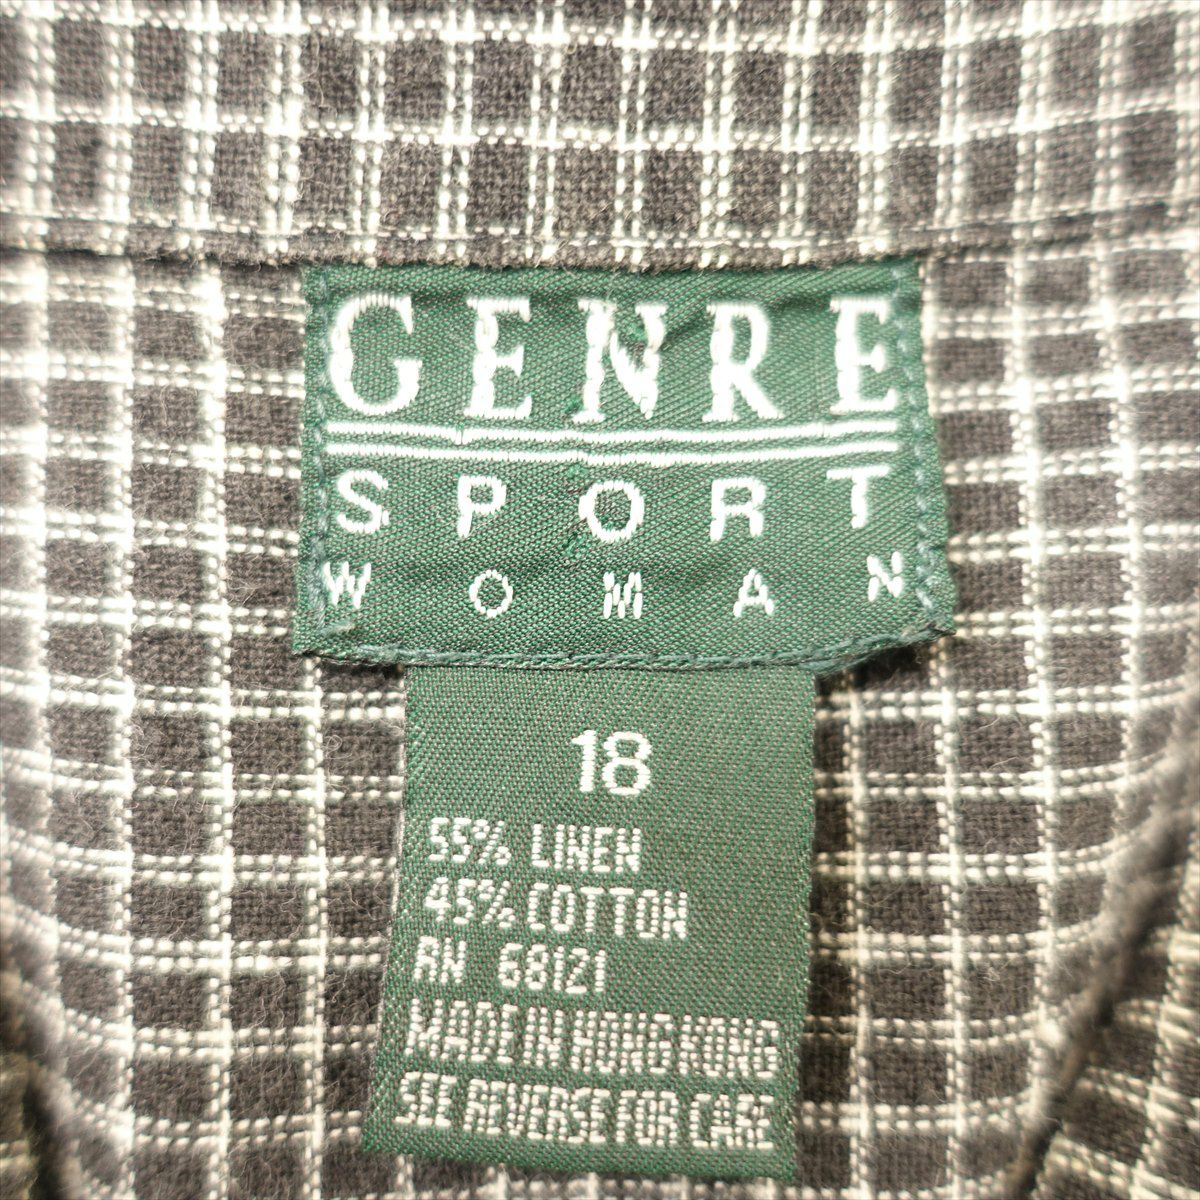 GENRE
SPORT
WOMAN
18
55% LINEN
45% COTTON
RN 68121
MADE IN HONG KONG
SEE REVERSE FOR CARE